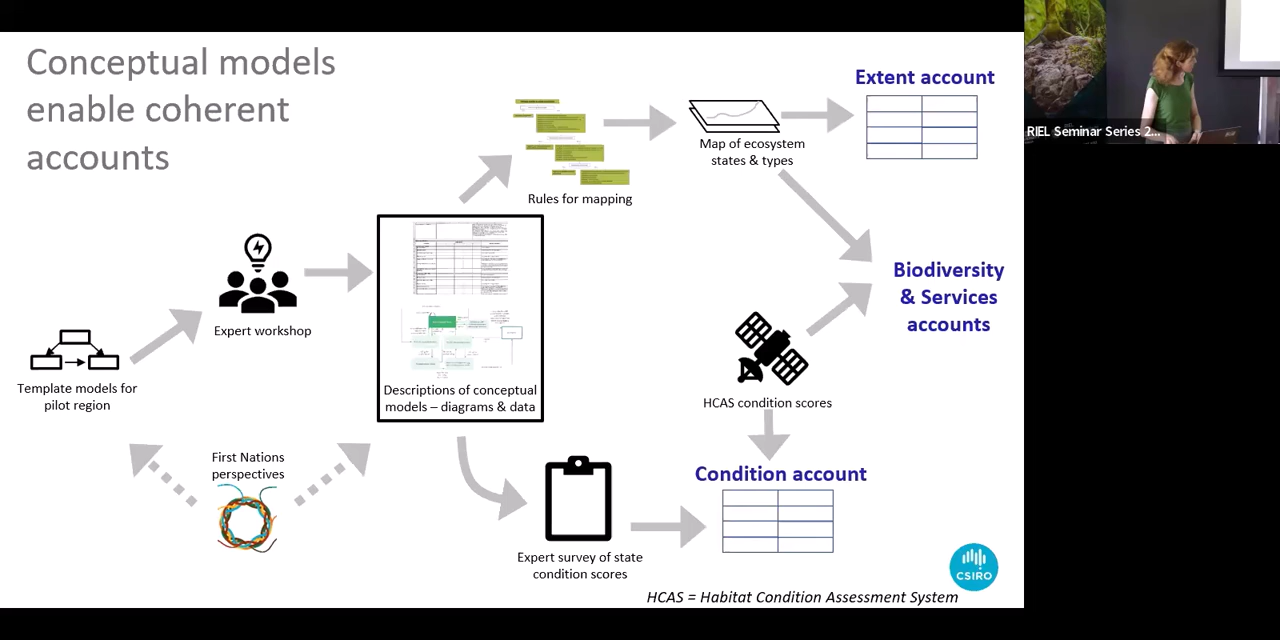 Conceptual models
enable coherent
accounts
Extent account
RIEL Seminar Series 2...
Map of ecosystem
states & types
Rules for mapping
Biodiversity
& Services
accounts
Expert workshop
Template models for
pilot region
Descriptions of conceptual
models – diagrams & data
HCAS condition scores
First Nations
perspectives
Condition account
Expert survey of state
condition scores
CSIRO
HCAS = Habitat Condition Assessment System